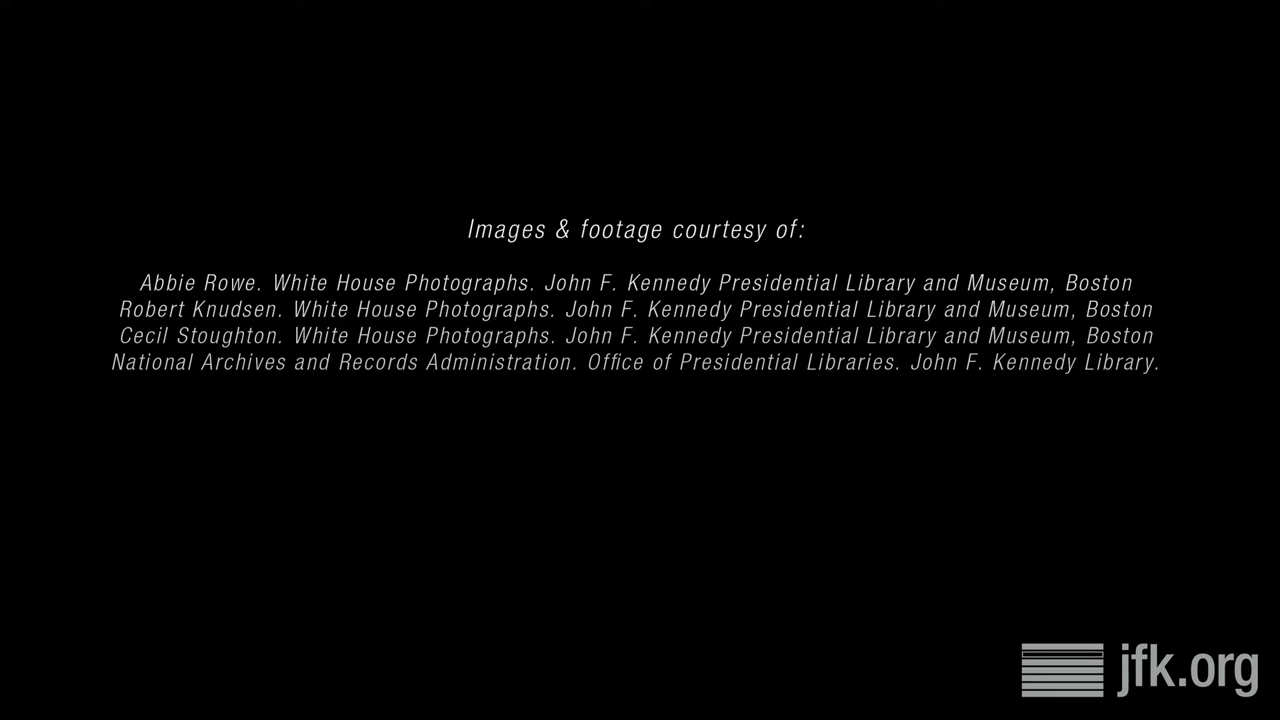 Images & footage courtesy of:
Abbie Rowe. White House Photographs. John F. Kennedy Presidential Library and Museum, Boston
Robert Knudsen. White House Photographs. John F. Kennedy Presidential Library and Museum, Boston
Cecil Stoughton. White House Photographs. John F. Kennedy Presidential Library and Museum, Boston
National Archives and Records Administration. Office of Presidential Libraries. John F. Kennedy Library.
jfk.org